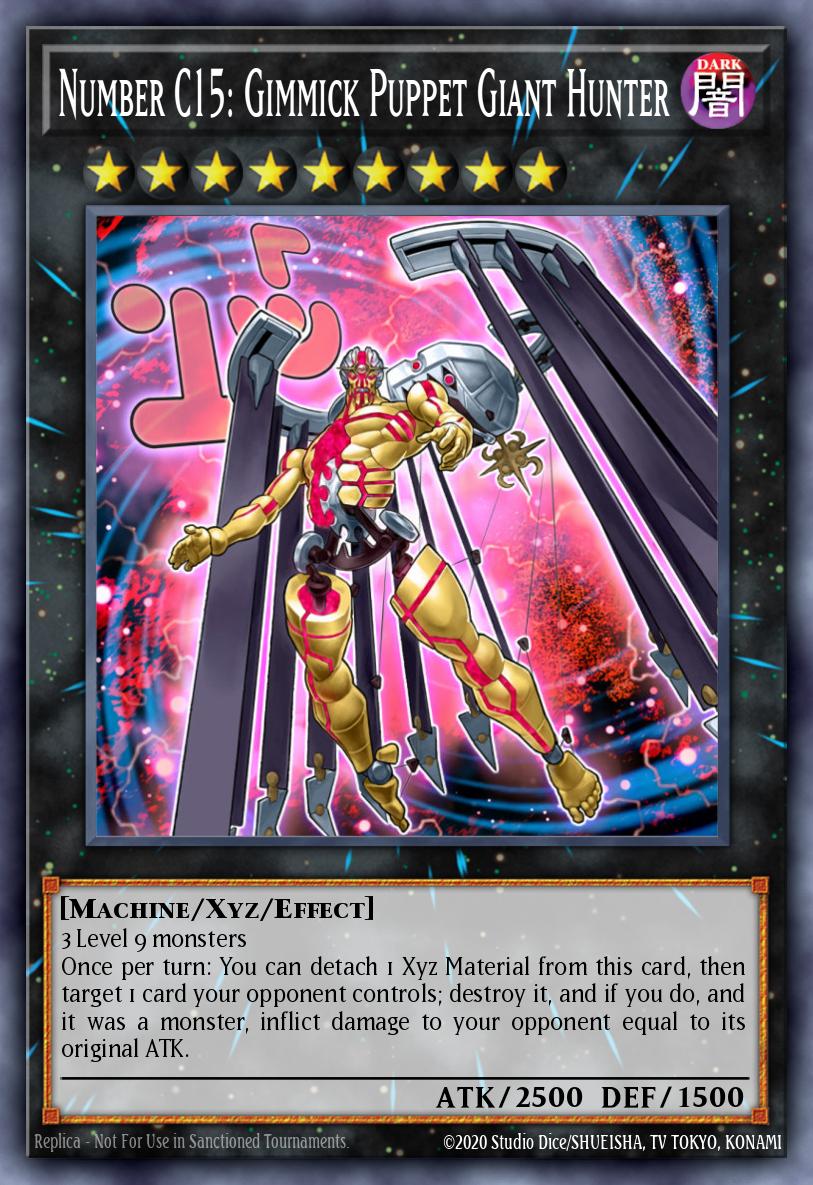 Number C15: Gimmick Puppet Giant Hunter
DARK
闇
[Machine/Xyz/Effect]
3 Level 9 monsters
Once per turn: You can detach 1 Xyz Material from this card, then
target 1 card your opponent controls; destroy it, and if you do, and
it was a monster, inflict damage to your opponent equal to its
original ATK.
ATK/2500 DEF/1500
Replica - Not For Use in Sanctioned Tournaments.
©2020 Studio Dice/SHUEISHA, TV TOKYO, KONAMI